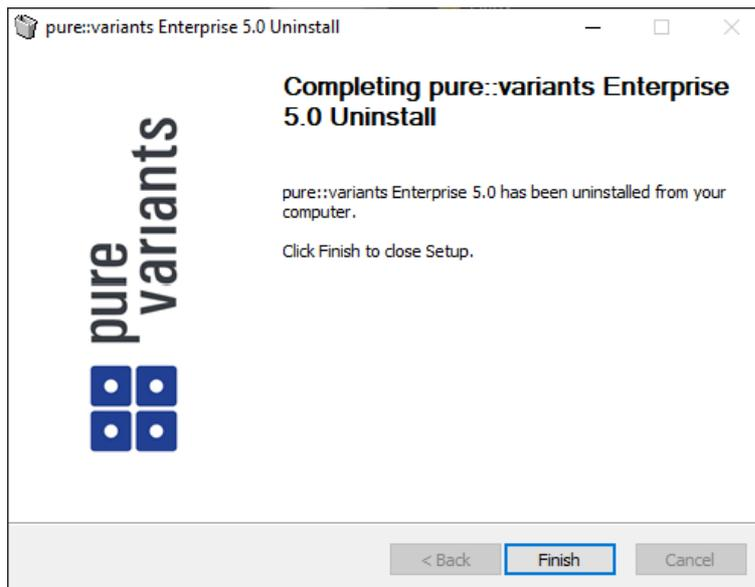 pure::variants Enterprise 5.0 Uninstall
Completing pure::variants Enterprise
5.0 Uninstall
pure::variants Enterprise 5.0 has been uninstalled from your
computer.
Click Finish to close Setup.
pure
variants
< Back
Finish
Cancel